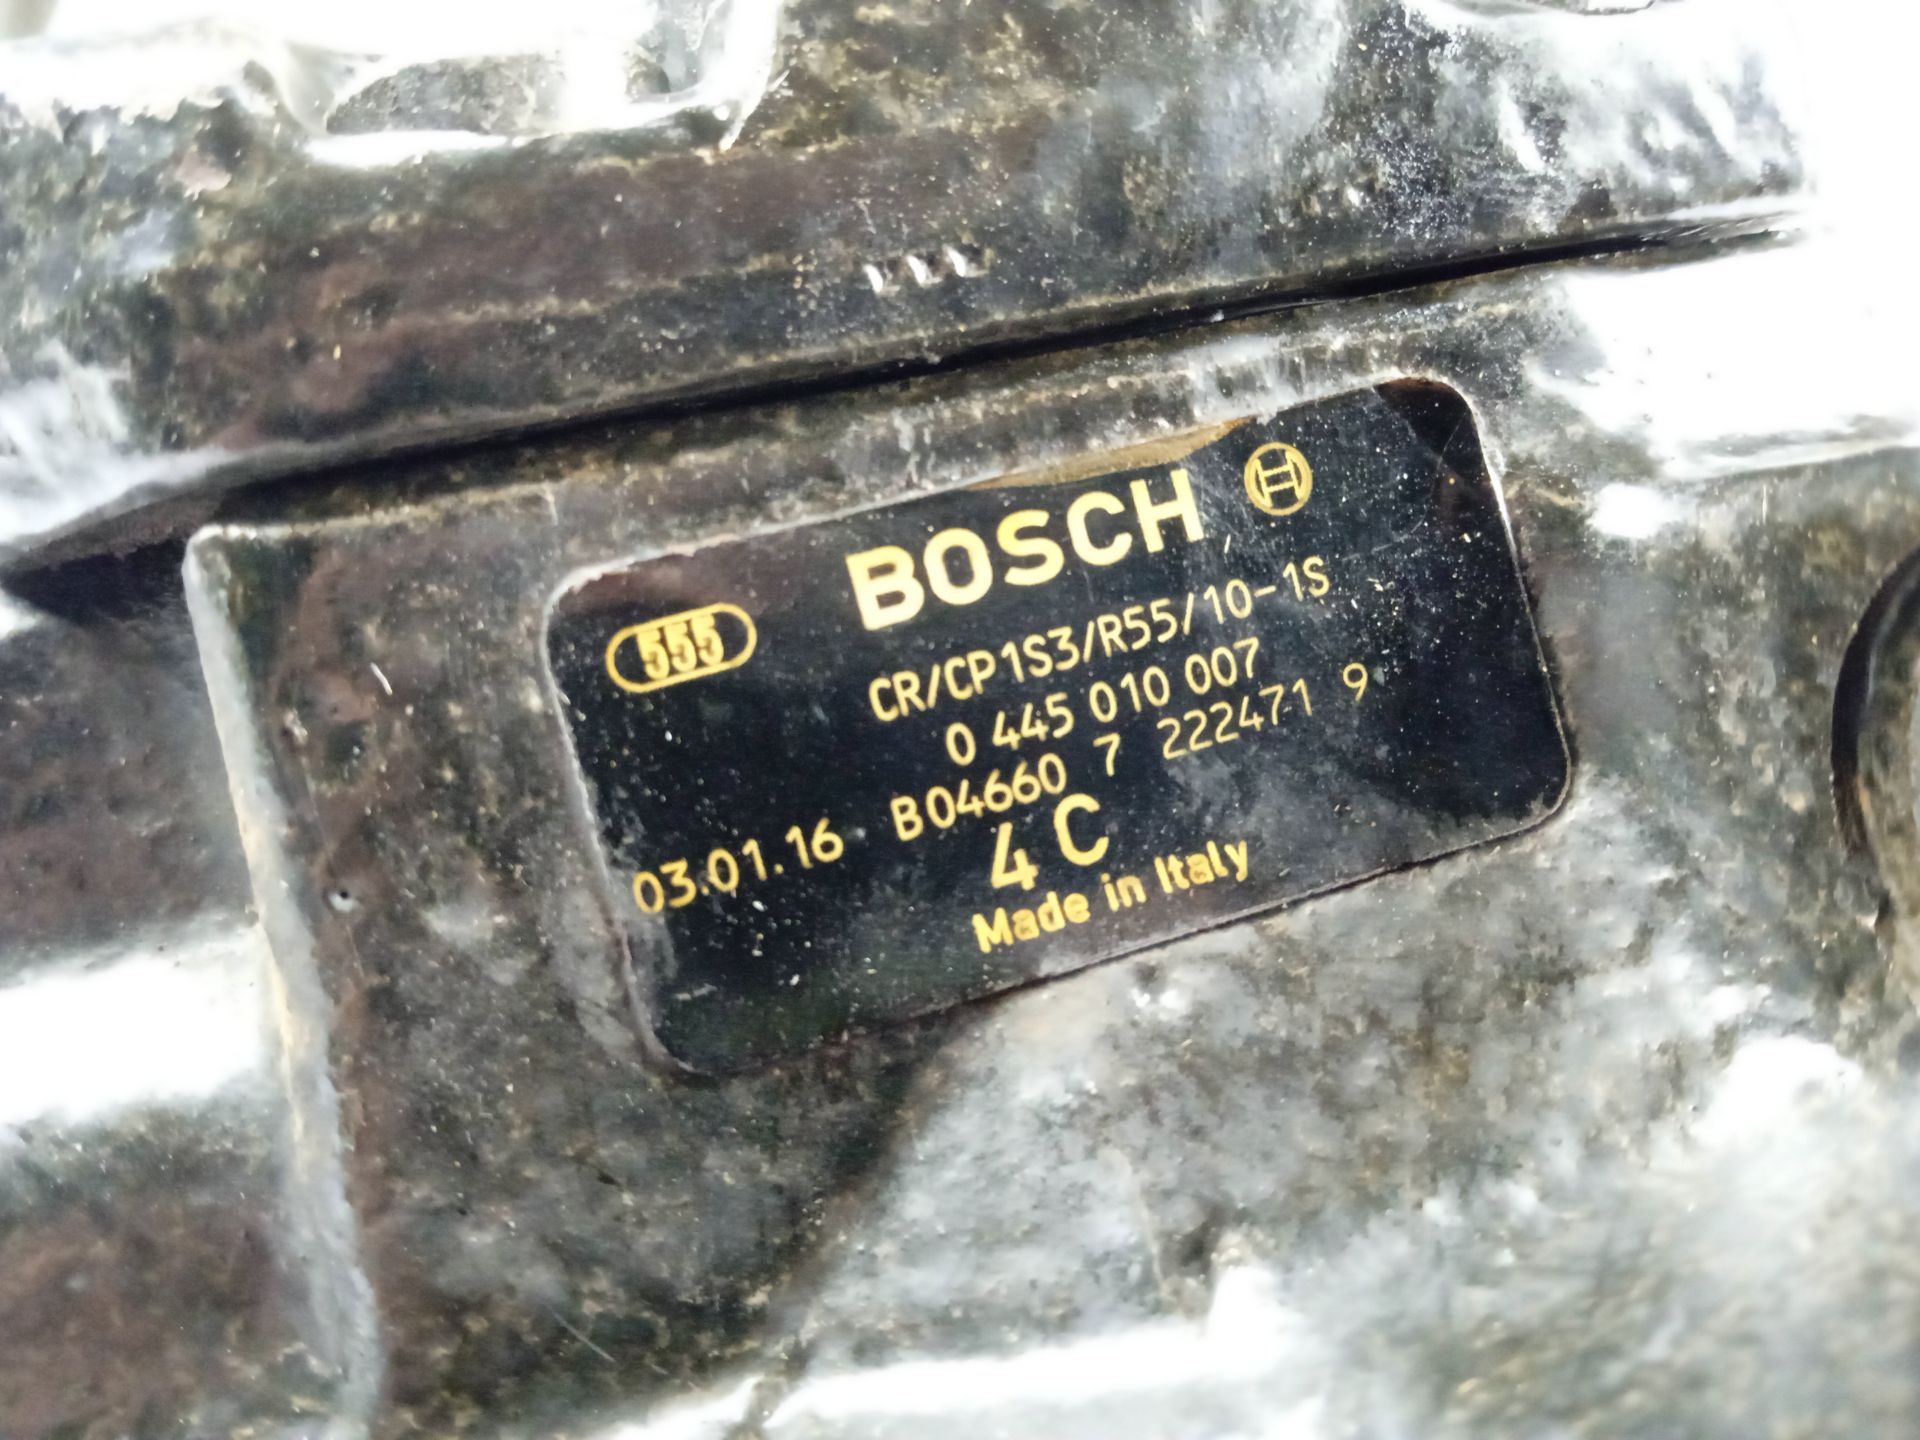 BOSCH
555
CR/CP1S3/R55/10-1S
0 445 010 007
03.01.16 B04660 7 222471 9
4 C
Made in Italy